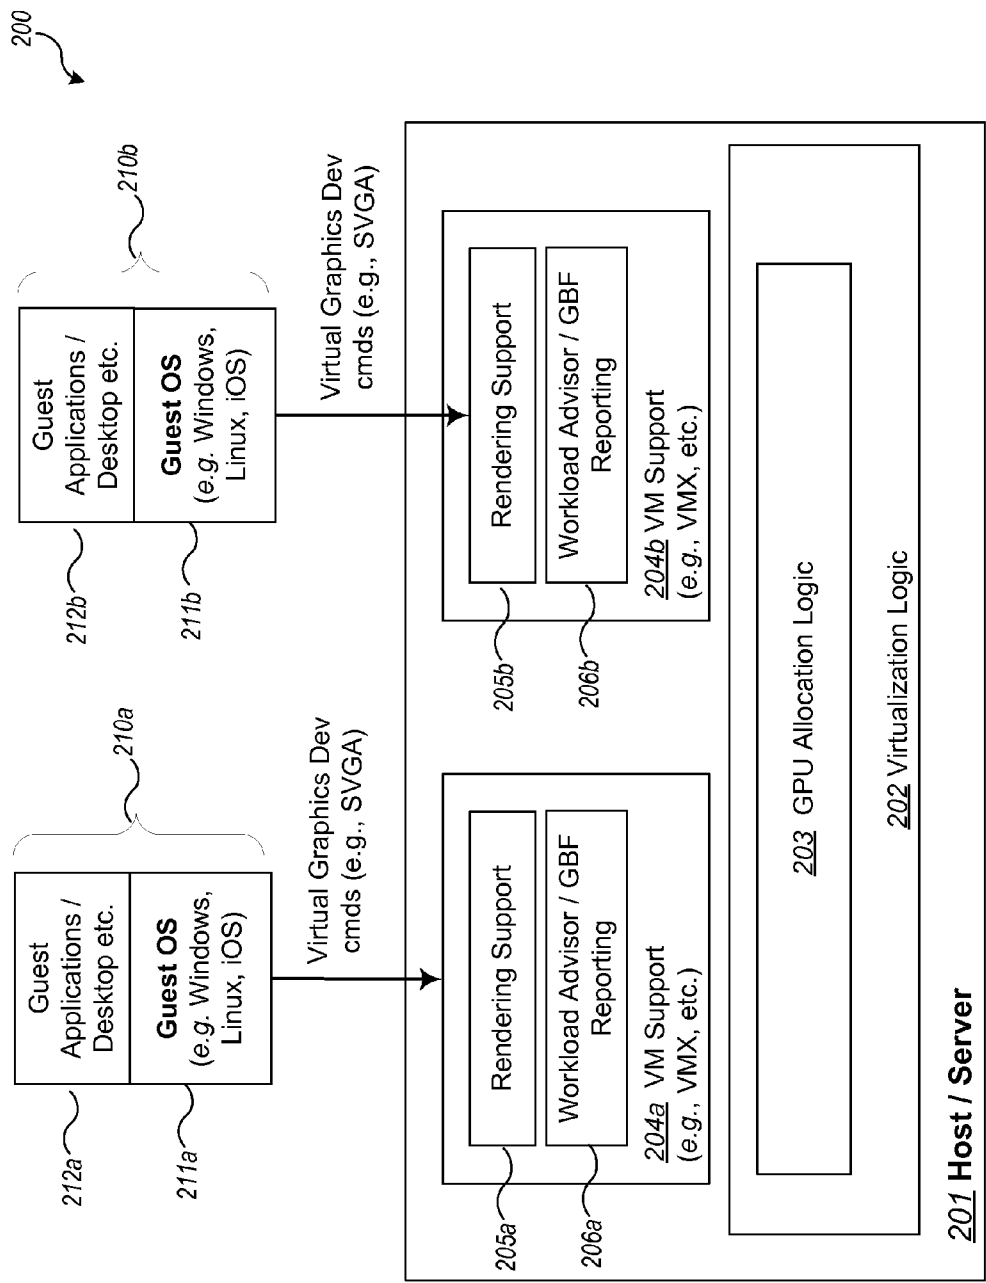 200
210a
210b
212a
Guest
Applications /
Desktop etc.
211a
Guest OS
(e.g. Windows,
Linux, iOS)
212b
Guest
Applications /
Desktop etc.
211b
Guest OS
(e.g. Windows,
Linux, iOS)
Virtual Graphics Dev
cmds (e.g., SVGA)
Virtual Graphics Dev
cmds (e.g., SVGA)
205a
Rendering Support
206a
Workload Advisor / GBF
Reporting
204a VM Support
(e.g., VMX, etc.)
205b
Rendering Support
206b
Workload Advisor / GBF
Reporting
204b VM Support
(e.g., VMX, etc.)
203 GPU Allocation Logic
202 Virtualization Logic
201 Host / Server